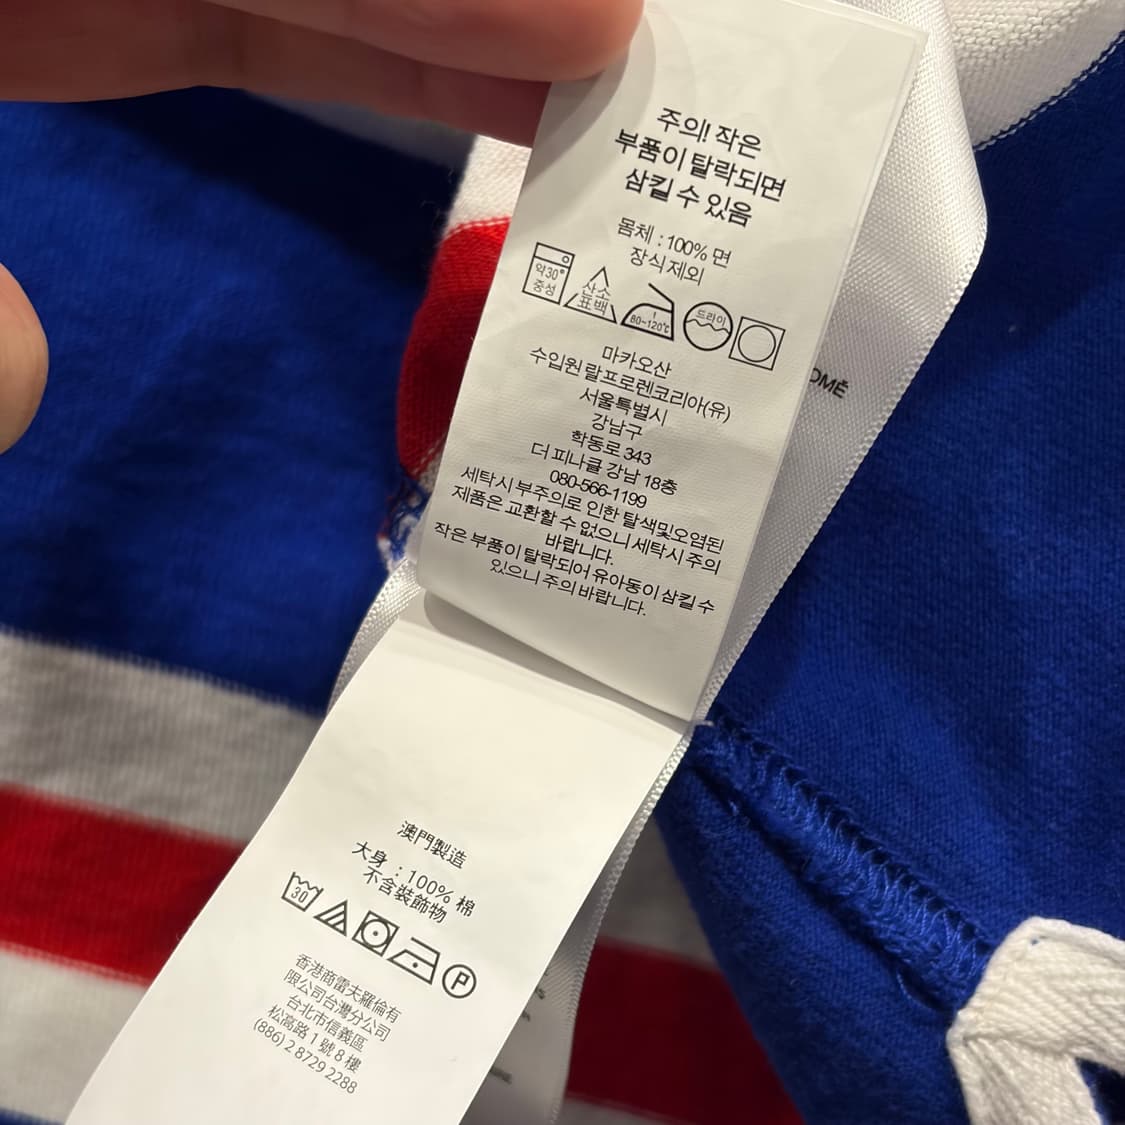 주의! 작은
부품이 탈락되면
삼킬 수 있음
몸체 : 100% 면
장식제외
약30°
중성
산소
표백
80~120℃
드라이
마카오산
수입원 랄프로렌코리아(유)
서울특별시
강남구
학동로 343
더 피나클 강남 18층
080-566-1199
세탁시 부주의로 인한 탈색및오염된
제품은 교환할 수 없으니 세탁시 주의
바랍니다.
작은 부품이 탈락되어 유아동이 삼킬 수
있으니 주의 바랍니다.
澳門製造
大身 : 100% 棉
不含裝飾物
30
P
香港商雷夫羅倫有
限公司台灣分公司
台北市信義區
松高路 1 號 8 樓
(886) 2 8729 2288